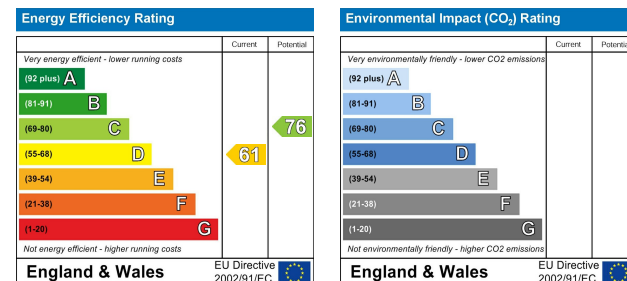 Energy Efficiency Rating
Current Potential
Very energy efficient - lower running costs
(92 plus) A
(81-91) B
(69-80) C
76
(55-68) D
61
(39-54) E
(21-38) F
(1-20) G
Not energy efficient - higher running costs
England & Wales
EU Directive
2002/91/EC
Environmental Impact (CO2) Rating
Current Potential
Very environmentally friendly - lower CO2 emissions
(92 plus) A
(81-91) B
(69-80) C
(55-68) D
(39-54) E
(21-38) F
(1-20) G
Not environmentally friendly - higher CO2 emissions
England & Wales
EU Directive
2002/91/EC